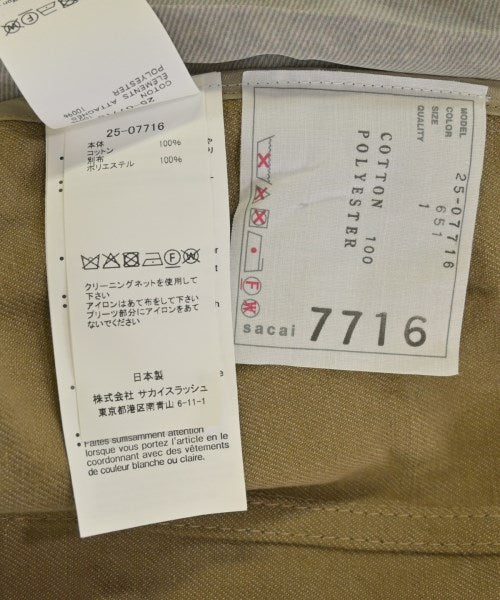 COTTON
ELEMENTS ATTACHES
POLYESTER
100%
25-07716
本体
コットン 100%
別布
ポリエステル 100%
クリーニングネットを使用して
下さい
アイロンはあて布をして下さい
プリーツ部分にアイロンをあて
ないでください
日本製
株式会社 サカイスラッシュ
東京都港区南青山 6-11-1
• Faites suffisamment attention
lorsque vous portez l'article en le
coordonnant avec des vêtements
de couleur blanche ou claire.
MODEL 25-07716
COLOR 651
SIZE 1
QUALITY
COTTON 100
POLYESTER
sacai 7716